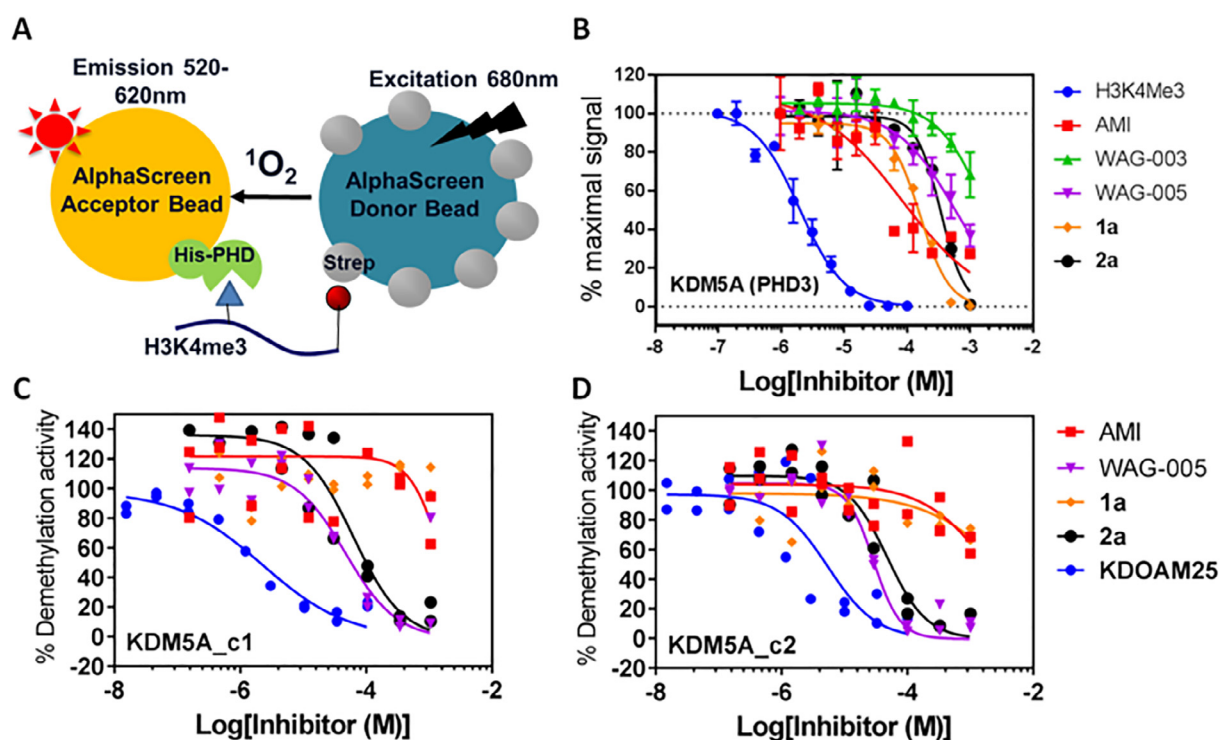 A
Emission 520-
620nm
Excitation 680nm
¹O₂
AlphaScreen
Acceptor Bead
AlphaScreen
Donor Bead
His-PHD
Strep
H3K4me3
B
% maximal signal
120
100
80
60
40
20
0
KDM5A (PHD3)
-8 -7 -6 -5 -4 -3 -2
Log[Inhibitor (M)]
H3K4Me3
AMI
WAG-003
WAG-005
1a
2a
C
% Demethylation activity
140
120
100
80
60
40
20
0
-20
KDM5A_c1
-8 -6 -4 -2
Log[Inhibitor (M)]
D
% Demethylation activity
140
120
100
80
60
40
20
0
-20
KDM5A_c2
-8 -7 -6 -5 -4 -3 -2
Log[Inhibitor (M)]
AMI
WAG-005
1a
2a
KDOAM25